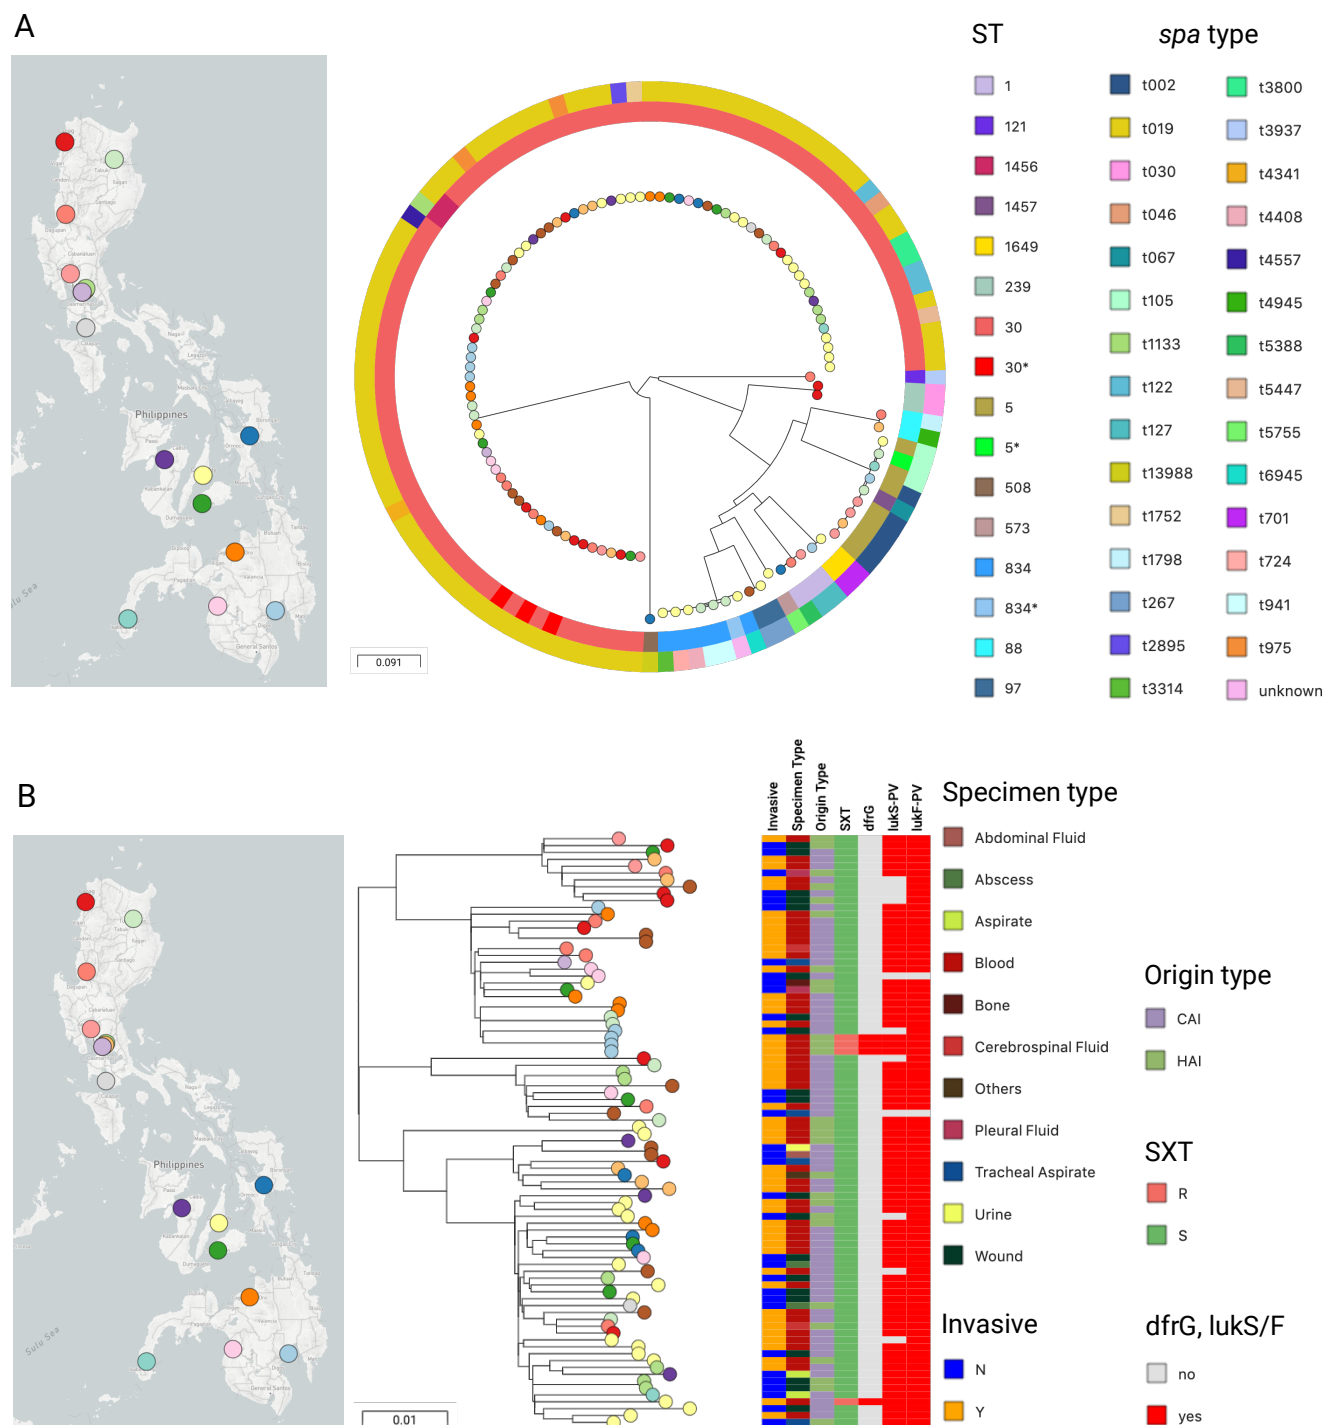 A
ST
spa type
1
121
1456
1457
1649
239
30
30*
5
5*
508
573
834
834*
88
97
t002
t019
t030
t046
t067
t105
t1133
t122
t127
t13988
t1752
t1798
t267
t2895
t3314
t3800
t3937
t4341
t4408
t4557
t4945
t5388
t5447
t5755
t6945
t701
t724
t941
t975
unknown
Philippines
General Santos
0.091
B
Invasive
Specimen Type
Origin Type
SXT
dfrG
lukS-PV
lukF-PV
Specimen type
Abdominal Fluid
Abscess
Aspirate
Blood
Bone
Cerebrospinal Fluid
Others
Pleural Fluid
Tracheal Aspirate
Urine
Wound
Invasive
N
Y
Origin type
CAI
HAI
SXT
R
S
dfrG, lukS/F
no
yes
Philippines
Sulu Sea
General Santos
0.01